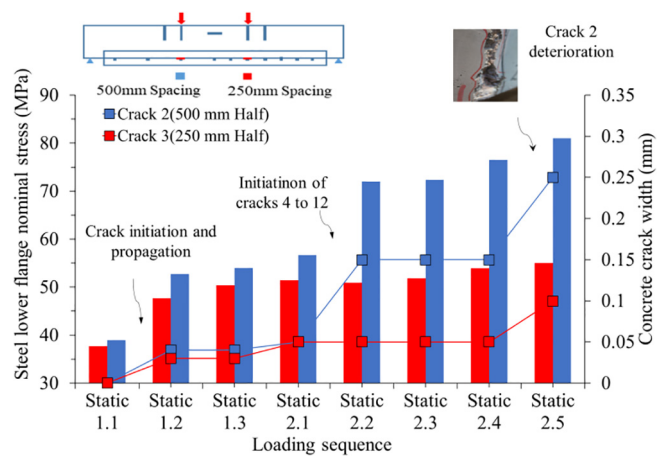 Crack 2
deterioration
500mm Spacing 250mm Spacing
Crack 2(500 mm Half)
Crack 3(250 mm Half)
Initiatinon of
cracks 4 to 12
Crack initiation and
propagation
Steel lower flange nominal stress (MPa)
90
80
70
60
50
40
30
Concrete crack width (mm)
0.35
0.3
0.25
0.2
0.15
0.1
0.05
0
Static Static Static Static Static Static Static Static
1.1 1.2 1.3 2.1 2.2 2.3 2.4 2.5
Loading sequence